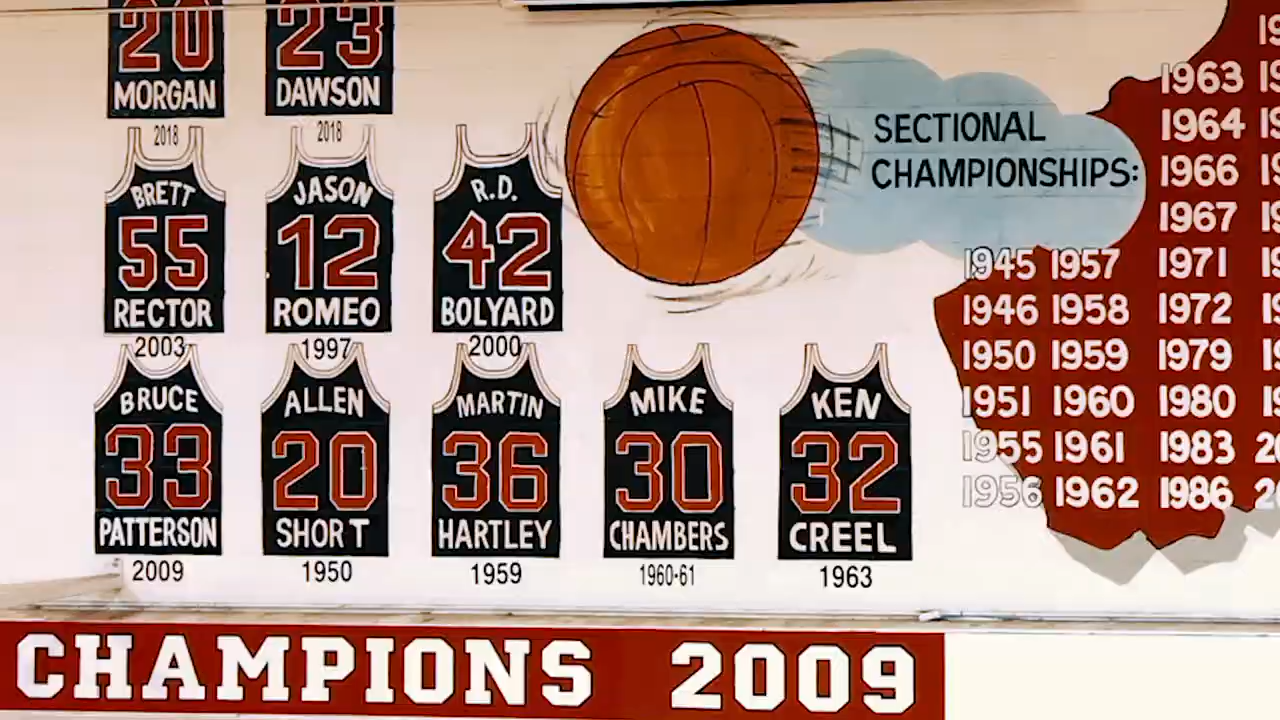 20
MORGAN
2018
23
DAWSON
2018
BRETT
55
RECTOR
2003
JASON
12
ROMEO
1997
R.D.
42
BOLYARD
2000
BRUCE
33
PATTERSON
2009
ALLEN
20
SHORT
1950
MARTIN
36
HARTLEY
1959
MIKE
30
CHAMBERS
1960-61
KEN
32
CREEL
1963
SECTIONAL
CHAMPIONSHIPS:
1963
1964
1966
1967
1945 1957 1971
1946 1958 1972
1950 1959 1979
1951 1960 1980
1955 1961 1983
1956 1962 1986
CHAMPIONS 2009